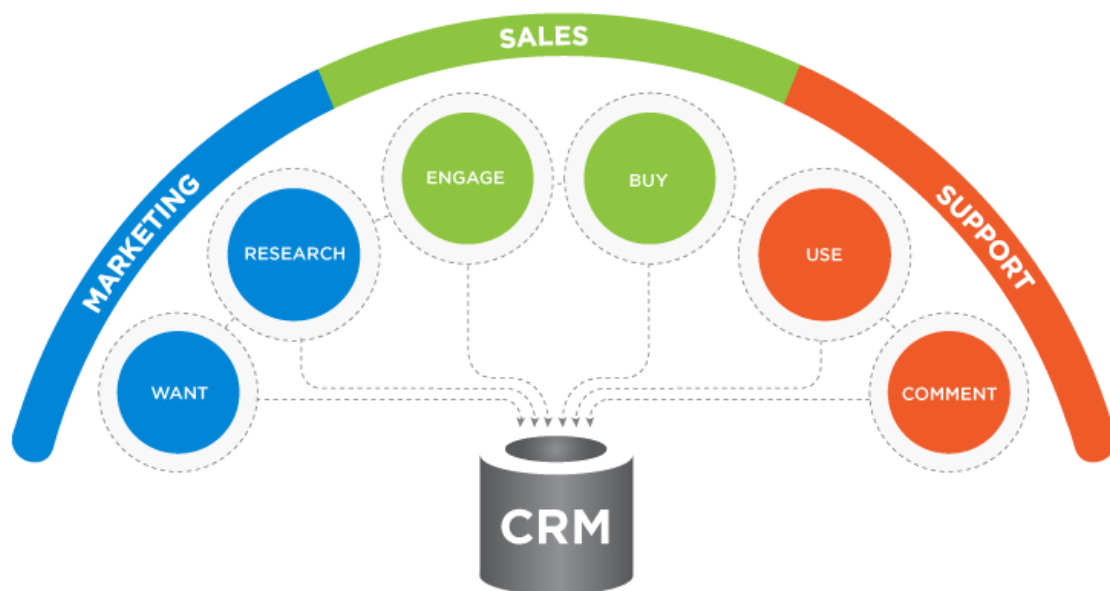 SALES
MARKETING
SUPPORT
WANT
RESEARCH
ENGAGE
BUY
USE
COMMENT
CRM